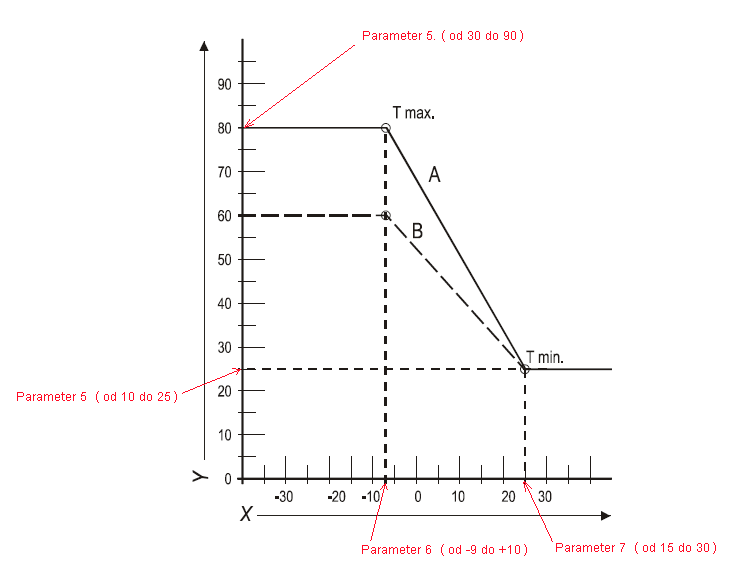 Parameter 5. ( od 30 do 90 )
90
T max.
80
A
70
60
B
50
40
30
T min.
Parameter 5 ( od 10 do 25 )
20
10
Y
0
-30 -20 -10 0 10 20 30
X
Parameter 6 ( od -9 do +10 )
Parameter 7 ( od 15 do 30 )